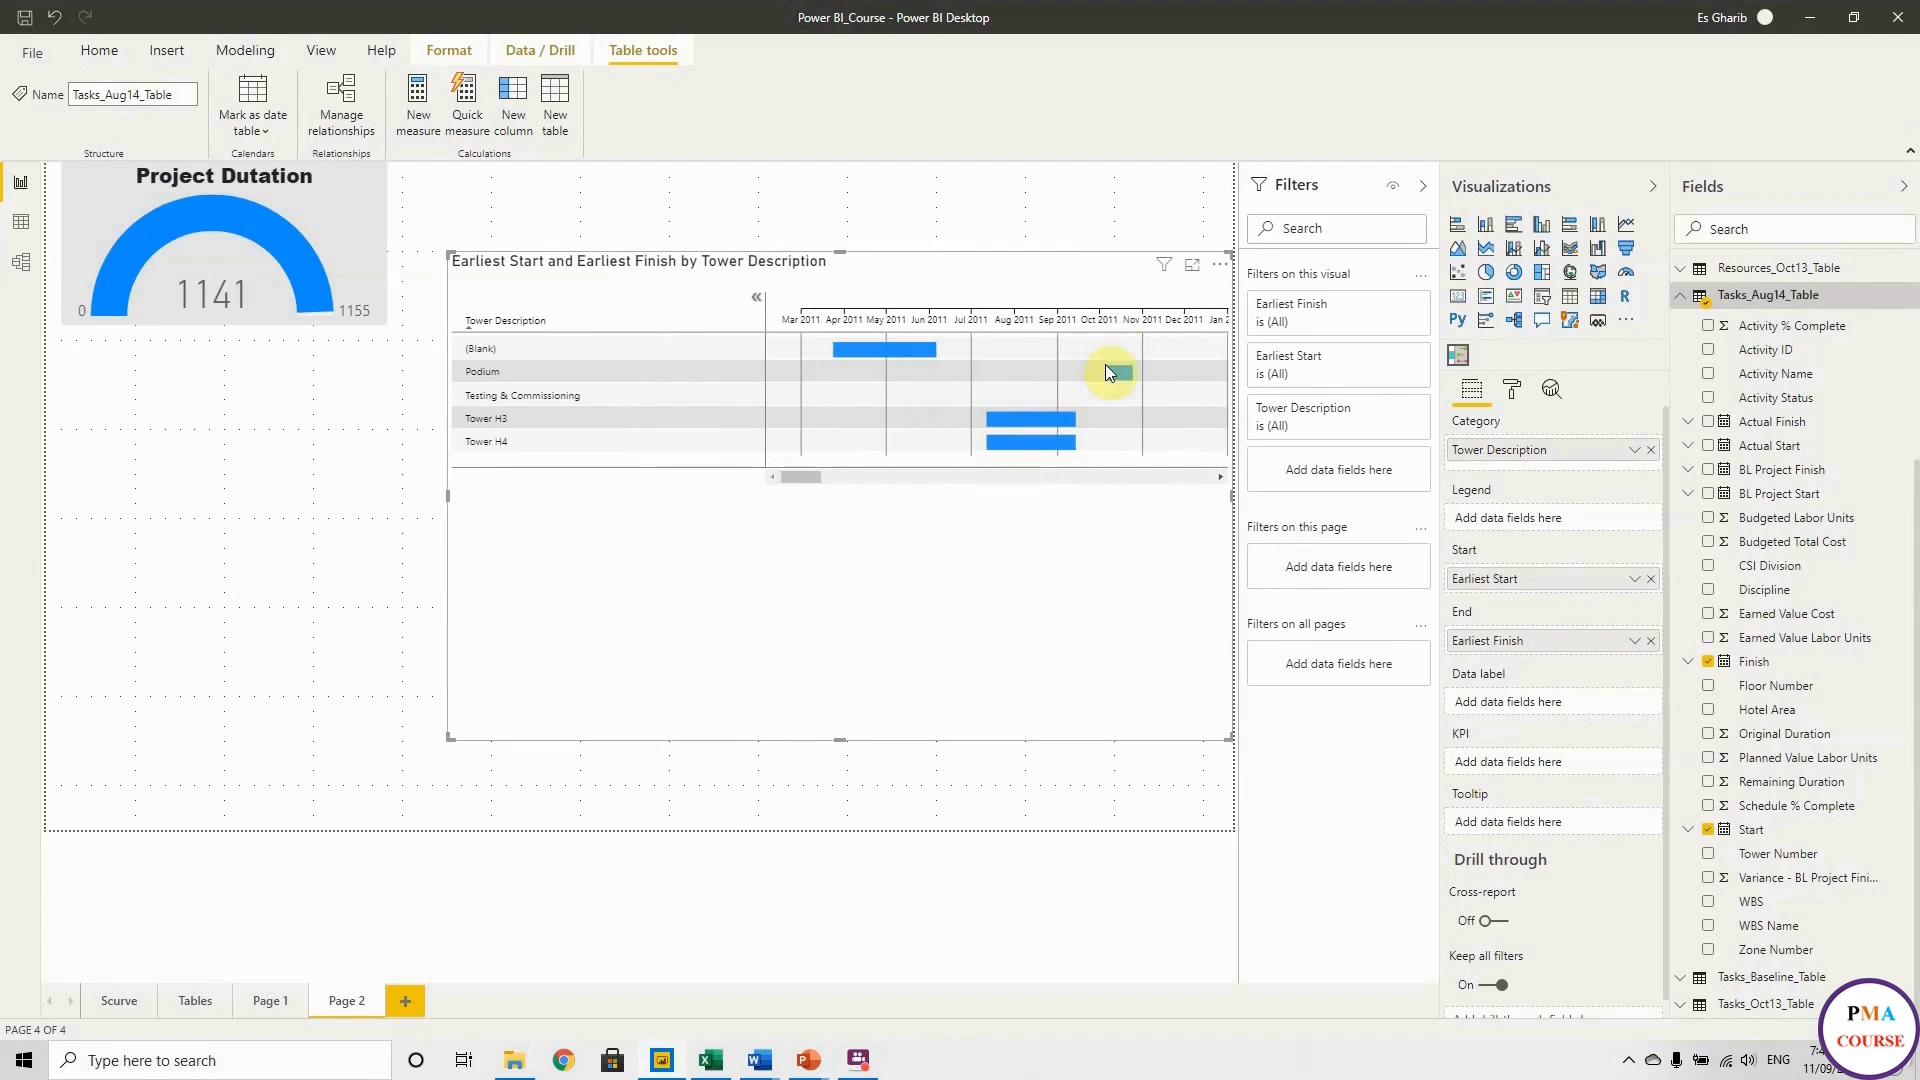 Power BI_Course - Power BI Desktop
Es Gharib
File
Home
Insert
Modeling
View
Help
Format
Data / Drill
Table tools
Name
Tasks_Aug14_Table
Mark as date
table
Manage
relationships
New
measure
Quick
measure
New
column
New
table
Structure
Calendars
Relationships
Calculations
Project Dutation
1141
0
1155
Earliest Start and Earliest Finish by Tower Description
Tower Description
Mar 2011
Apr 2011
May 2011
Jun 2011
Jul 2011
Aug 2011
Sep 2011
Oct 2011
Nov 2011
Dec 2011
(Blank)
Podium
Testing & Commissioning
Tower H3
Tower H4
Filters
Search
Filters on this visual
Earliest Finish
is (All)
Earliest Start
is (All)
Tower Description
is (All)
Add data fields here
Filters on this page
Add data fields here
Filters on all pages
Add data fields here
Visualizations
R
Py
Category
Tower Description
Legend
Add data fields here
Start
Earliest Start
End
Earliest Finish
Data label
Add data fields here
KPI
Add data fields here
Tooltip
Add data fields here
Drill through
Cross-report
Off
Keep all filters
On
Fields
Search
Resources_Oct13_Table
Tasks_Aug14_Table
Activity % Complete
Activity ID
Activity Name
Activity Status
Actual Finish
Actual Start
BL Project Finish
BL Project Start
Budgeted Labor Units
Budgeted Total Cost
CSI Division
Discipline
Earned Value Cost
Earned Value Labor Units
Finish
Floor Number
Hotel Area
Original Duration
Planned Value Labor Units
Remaining Duration
Schedule % Complete
Start
Tower Number
Variance - BL Project Fini...
WBS
WBS Name
Zone Number
Tasks_Baseline_Table
Tasks_Oct13_Table
Scurve
Tables
Page 1
Page 2
PAGE 4 OF 4
Type here to search
ENG
PMA
COURSE